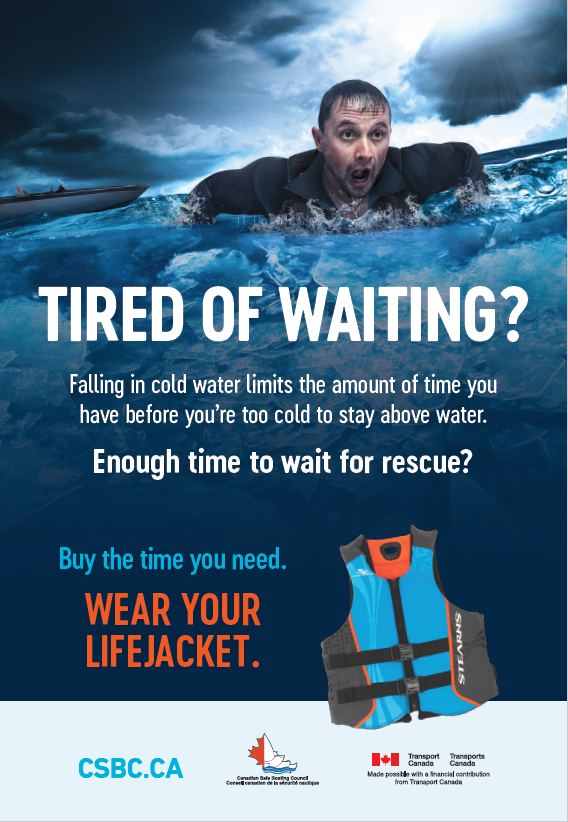 TIRED OF WAITING?
Falling in cold water limits the amount of time you
have before you're too cold to stay above water.
Enough time to wait for rescue?
Buy the time you need.
WEAR YOUR
LIFEJACKET.
STEARNS
CSBC.CA
Canadian Safe Boating Council
Conseil canadien de la sécurité nautique
Transport Canada
Transports Canada
Made possible with a financial contribution
from Transport Canada